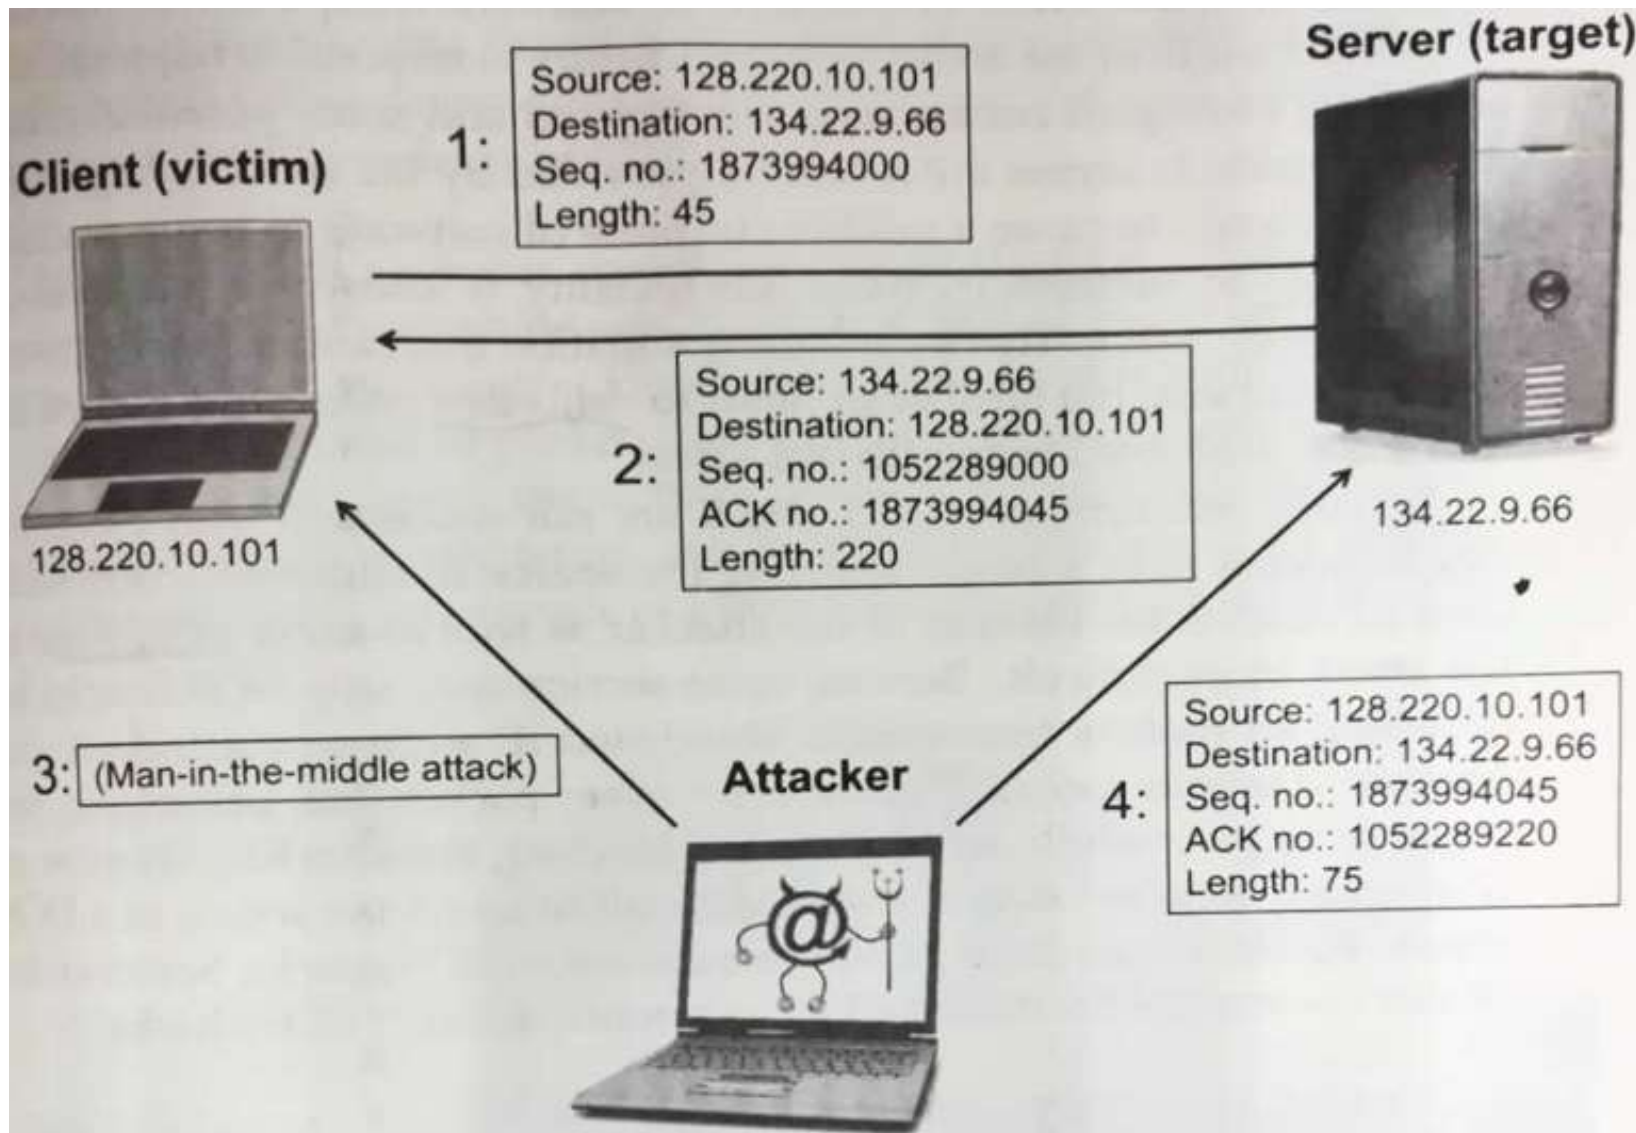 Server (target)
1:
Source: 128.220.10.101
Destination: 134.22.9.66
Seq. no.: 1873994000
Length: 45
Client (victim)
128.220.10.101
2:
Source: 134.22.9.66
Destination: 128.220.10.101
Seq. no.: 1052289000
ACK no.: 1873994045
Length: 220
134.22.9.66
3: (Man-in-the-middle attack)
Attacker
@
4:
Source: 128.220.10.101
Destination: 134.22.9.66
Seq. no.: 1873994045
ACK no.: 1052289220
Length: 75